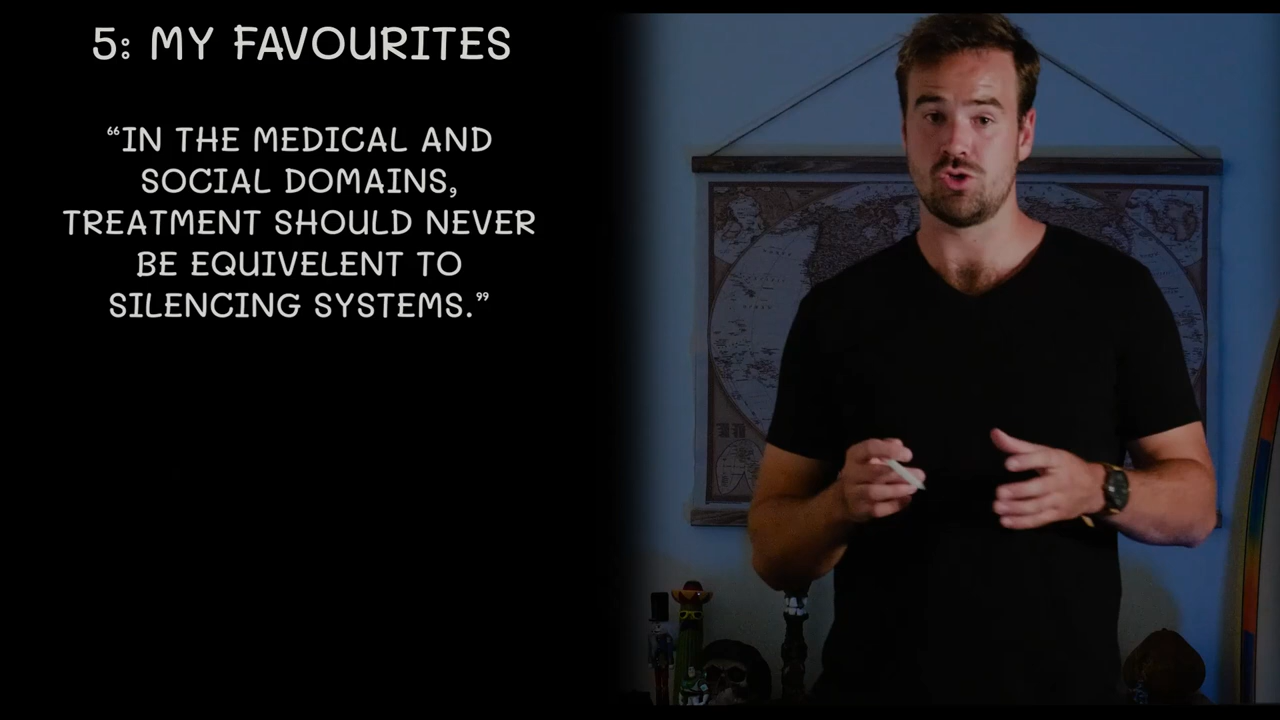 5: MY FAVOURITES
“IN THE MEDICAL AND
SOCIAL DOMAINS,
TREATMENT SHOULD NEVER
BE EQUIVELENT TO
SILENCING SYSTEMS.”